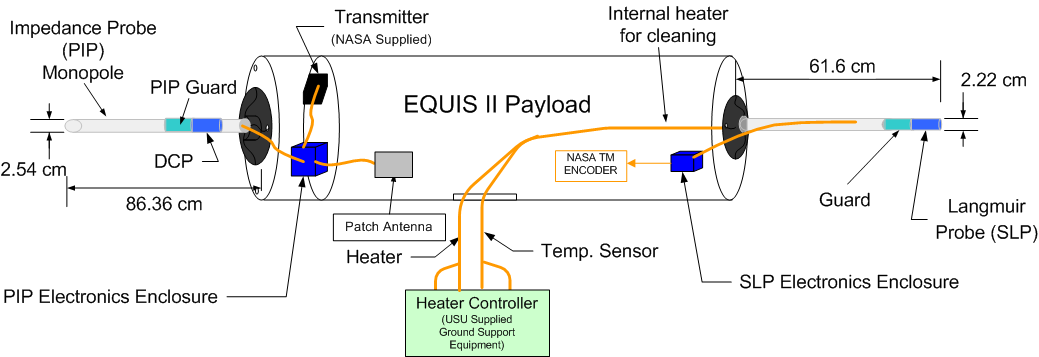 Impedance Probe
(PIP)
Monopole
PIP Guard
DCP
2.54 cm
86.36 cm
Transmitter
(NASA Supplied)
EQUIS II Payload
Internal heater
for cleaning
61.6 cm
2.22 cm
NASA TM
ENCODER
Guard
Langmuir
Probe (SLP)
Patch Antenna
Heater
Temp. Sensor
PIP Electronics Enclosure
SLP Electronics Enclosure
Heater Controller
(USU Supplied
Ground Support
Equipment)